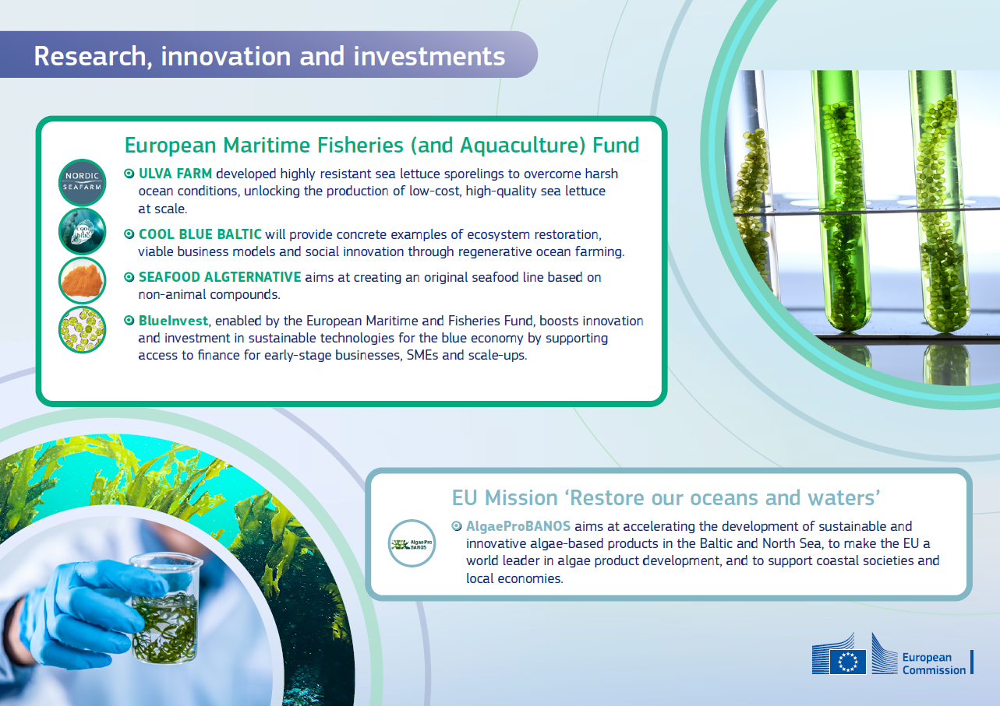 Research, innovation and investments
European Maritime Fisheries (and Aquaculture) Fund
NORDIC
SEAFARM
ULVA FARM developed highly resistant sea lettuce sporelings to overcome harsh
ocean conditions, unlocking the production of low-cost, high-quality sea lettuce
at scale.
cool
blue
COOL BLUE BALTIC will provide concrete examples of ecosystem restoration,
viable business models and social innovation through regenerative ocean farming.
SEAFOOD ALGTERNATIVE aims at creating an original seafood line based on
non-animal compounds.
BlueInvest, enabled by the European Maritime and Fisheries Fund, boosts innovation
and investment in sustainable technologies for the blue economy by supporting
access to finance for early-stage businesses, SMEs and scale-ups.
EU Mission ‘Restore our oceans and waters’
AlgaePro
BANOS
AlgaeProBANOS aims at accelerating the development of sustainable and
innovative algae-based products in the Baltic and North Sea, to make the EU a
world leader in algae product development, and to support coastal societies and
local economies.
European
Commission